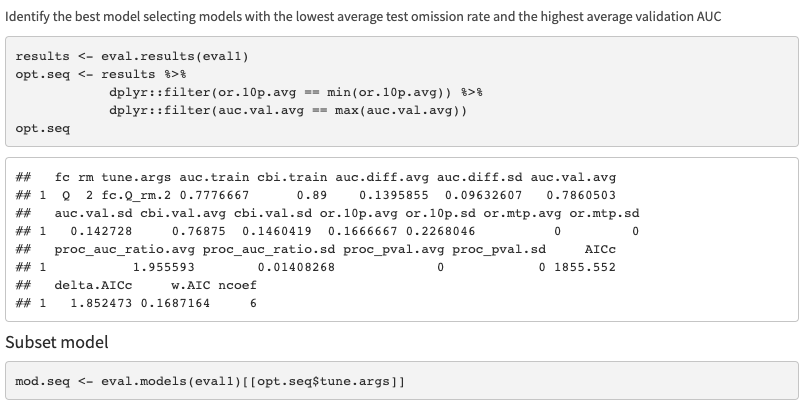 Identify the best model selecting models with the lowest average test omission rate and the highest average validation AUC
results <- eval.results(eval1)
opt.seq <- results %>%
            dplyr::filter(or.10p.avg == min(or.10p.avg)) %>%
            dplyr::filter(auc.val.avg == max(auc.val.avg))
opt.seq
##   fc rm tune.args auc.train cbi.train auc.diff.avg auc.diff.sd auc.val.avg
## 1  Q  2 fc.Q_rm.2 0.7776667      0.89    0.1395855  0.09632607   0.7860503
##   auc.val.sd cbi.val.avg cbi.val.sd or.10p.avg or.10p.sd or.mtp.avg or.mtp.sd
## 1   0.142728     0.76875  0.1460419  0.1666667 0.2268046          0         0
##   proc_auc_ratio.avg proc_auc_ratio.sd proc_pval.avg proc_pval.sd     AICc
## 1           1.955593        0.01408268             0            0 1855.552
##   delta.AICc     w.AIC ncoef
## 1   1.852473 0.1687164     6
Subset model
mod.seq <- eval.models(eval1)[[opt.seq$tune.args]]